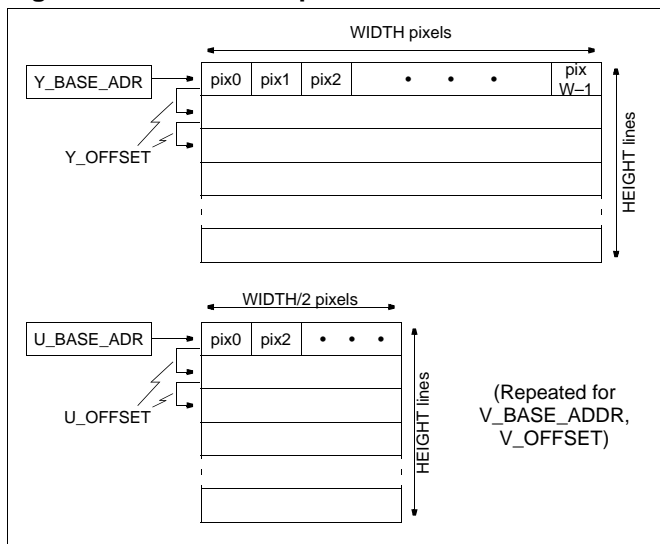 WIDTH pixels
Y_BASE_ADR
pix0 pix1 pix2 • • • pix W–1
Y_OFFSET
HEIGHT lines
WIDTH/2 pixels
U_BASE_ADR
pix0 pix2 • • •
U_OFFSET
HEIGHT lines
(Repeated for
V_BASE_ADDR,
V_OFFSET)